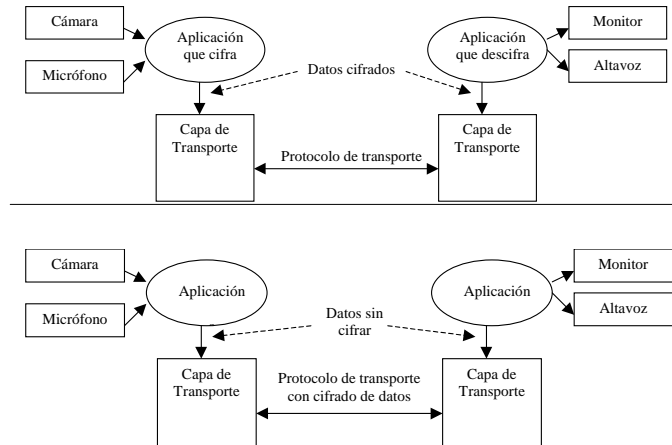 Cámara
Micrófono
Aplicación
que cifra
Datos cifrados
Aplicación
que descifra
Monitor
Altavoz
Capa de
Transporte
Protocolo de transporte
Capa de
Transporte
Cámara
Micrófono
Aplicación
Datos sin
cifrar
Aplicación
Monitor
Altavoz
Capa de
Transporte
Protocolo de transporte
con cifrado de datos
Capa de
Transporte